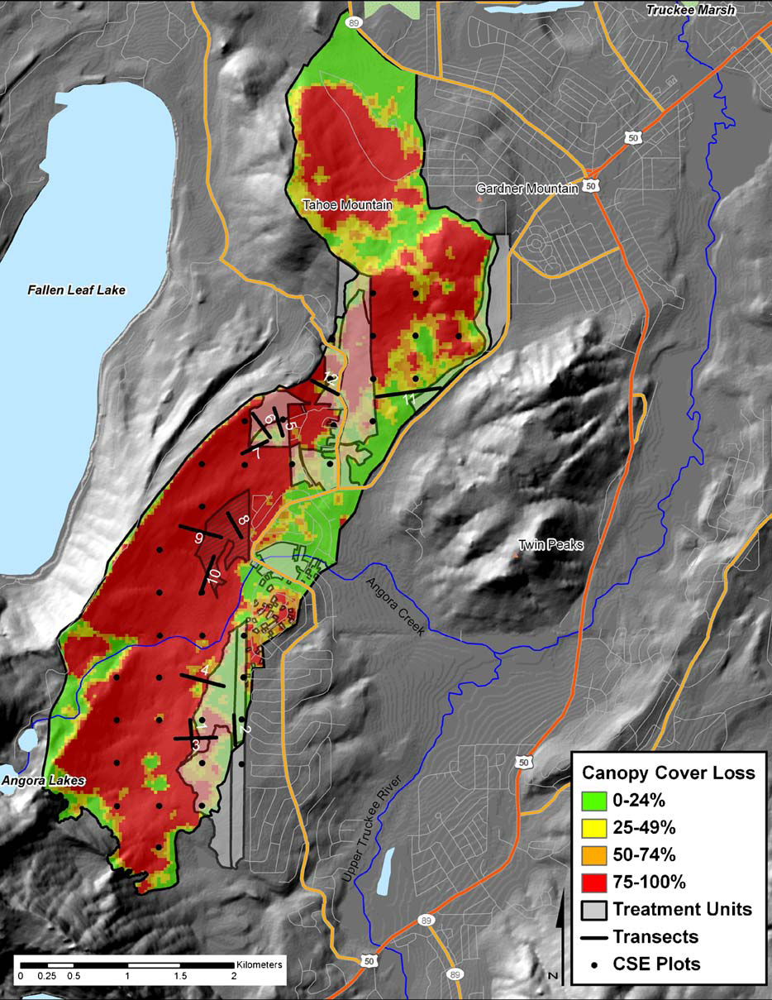 Truckee Marsh
89
50
50
Gardner Mountain
Tahoe Mountain
Fallen Leaf Lake
12
11
6
5
7
8
9
10
Twin Peaks
Angora Creek
4
1
2
3
Angora Lakes
50
Upper Truckee River
Canopy Cover Loss
0-24%
25-49%
50-74%
75-100%
Treatment Units
Transects
CSE Plots
89
50
89
N
Kilometers
0 0.25 0.5 1 1.5 2